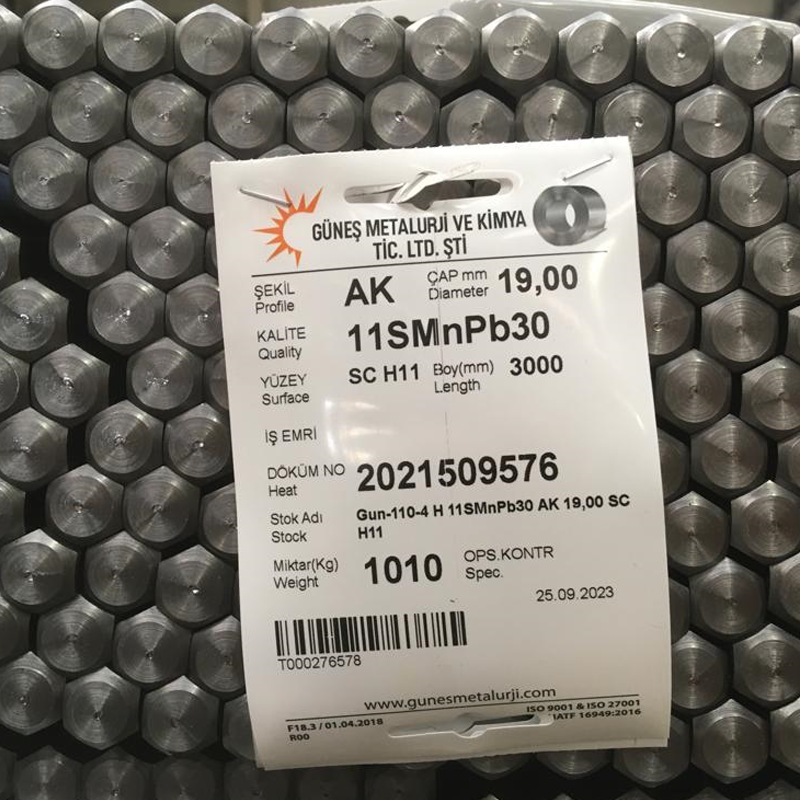 GÜNEŞ METALURJİ VE KİMYA
TİC. LTD. ŞTİ
ŞEKİL AK ÇAP mm 19,00
Profile Diameter
KALİTE 11SMnPb30
Quality
YÜZEY SC H11 Boy(mm) 3000
Surface Length
İŞ EMRİ
DÖKÜM NO 2021509576
Heat
Stok Adı Gun-110-4 H 11SMnPb30 AK 19,00 SC
Stock H11
Miktar(Kg) 1010 OPS.KONTR
Weight Spec.
25.09.2023
T000276578
www.gunesmetalurji.com
F18.3 / 01.04.2018 ISO 9001 & ISO 27001
R00 IATF 16949:2016